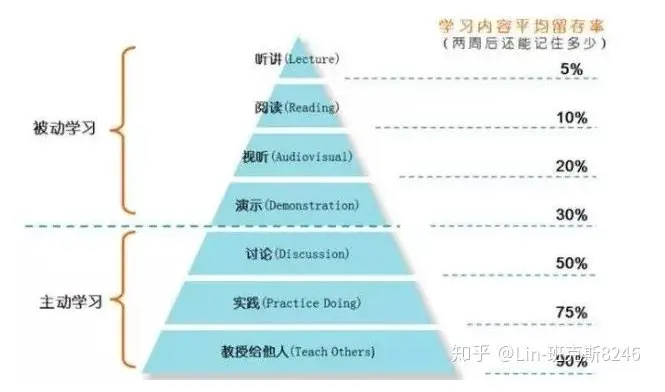 学习内容平均留存率
(两周后还能记住多少)
听讲(Lecture)
5%
阅读(Reading)
10%
被动学习
视听(Audiovisual)
20%
演示(Demonstration)
30%
讨论(Discussion)
50%
主动学习
实践(Practice Doing)
75%
教授给他人(Teach Others)
90%
知乎 @Lin-班克斯8246